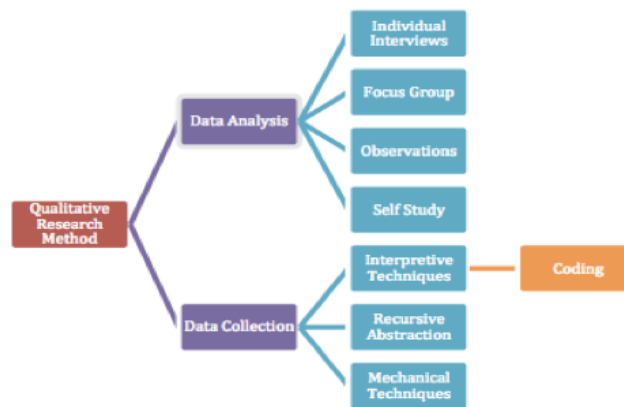 Individual
Interviews
Focus Group
Data Analysis
Observations
Self Study
Qualitative
Research
Method
Interpretive
Techniques
Coding
Data Collection
Recursive
Abstraction
Mechanical
Techniques